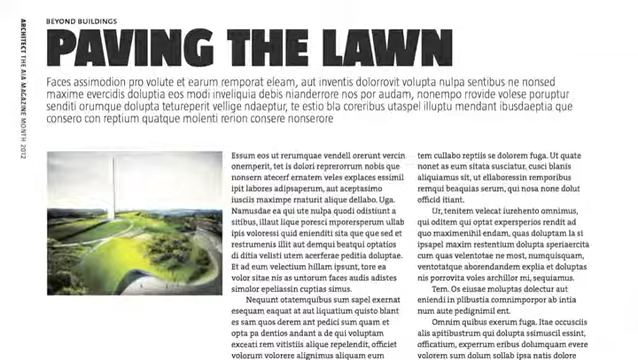 BEYOND BUILDINGS
PAVING THE LAWN
ARCHITECT THE AIA MAGAZINE MONTH 2012
Faces assimodion pro volute et earum remporat eleam, aut inventis dolorrovit volupta nulpa sentibus ne nonsed
maxime evercidis doluptia eos modi inveliquia debis nianderrore nos por audam, nonempo rrovide volese poruptur
senditi orumque dolupta tetureperit vellige ndaeptur, te estio bla coreribus utaspel illuptu mendant ibusdaeptia que
consero con reptium quatque molenti rerion consere nonserore
Essum eos ut rerumquae vendell orerunt vercin
onemperit, tet is dolori reprerorum nobis que
nonsern atecerf ernatem veles explaces essimil
ipit labores adipsaperum, aut aceptasimo
iusciis maximpe rnaturit alique dellabo. Uga.
Namusdae ea qui ute nulpa quodi odistiunt a
sitibus, illaut lique poresci mporersperum ullab
ipis voloressi quid enienditi sita que que sed et
restrumenis illit aut demqui beatqui optatios
di ditia velisti utem acerferae peditia doluptae.
Et ad eum velectium hillam ipsunt, tore ea
volor sitae nis as untibea num faces audis adistes
similor epeliassin cuptias simus.
Nequunt otatemquibus sum sapel exernat
esequam eaquat at aut liquatium quisto blant
es sam quos derem ant pedici sum quam et
opta pa dentios andant a de qui voluptam
exceati rem vitistiis alique repelendit, officiet
volorum volorere alignimus aliquam eum
tem cullabo reptiis se dolorem fuga. Ut quate
nonet as eum sitata susciatur, cusci blanis
aliquiamus sit, ut ellaboressin remporibus
remqui beaquias serum, qui nosa none dolut
officid itiant.
Ur, tenitem velecat iurehento omnimus,
qui oditem qui optat expersperios rendit ad
quo maximenihil endam, quas doluptam la si
ipsapel maxim restentium dolupta speriaercita
cum quas velentotae ne most, numquisquam,
ventotatque aborendandem explia et doluptas
nis porrovita voles archillor mi, sequamus.
Tem. Os eiusae moluptas dolectur aut
eniendi in plibustia comnimporpor ab intia
num aute pedignimil ent.
Omnim quibus exerum fuga. Itae occusciis
alis apitibustrum qui dolupta ssimuscil essint,
officatium, experrum eribus dolumquam evere
volorem sum dolum sollab ipsa natis dolore